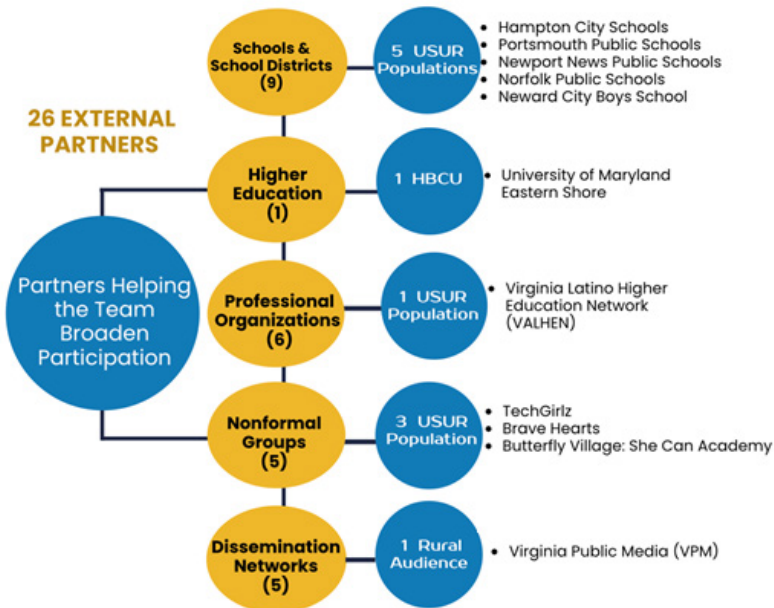 26 EXTERNAL
PARTNERS
Partners Helping
the Team
Broaden
Participation
Schools &
School Districts
(9)
5 USUR
Populations
• Hampton City Schools
• Portsmouth Public Schools
• Newport News Public Schools
• Norfolk Public Schools
• Neward City Boys School
Higher
Education
(1)
1 HBCU
• University of Maryland
Eastern Shore
Professional
Organizations
(6)
1 USUR
Population
• Virginia Latino Higher
Education Network
(VALHEN)
Nonformal
Groups
(5)
3 USUR
Population
• TechGirlz
• Brave Hearts
• Butterfly Village: She Can Academy
Dissemination
Networks
(5)
1 Rural
Audience
• Virginia Public Media (VPM)